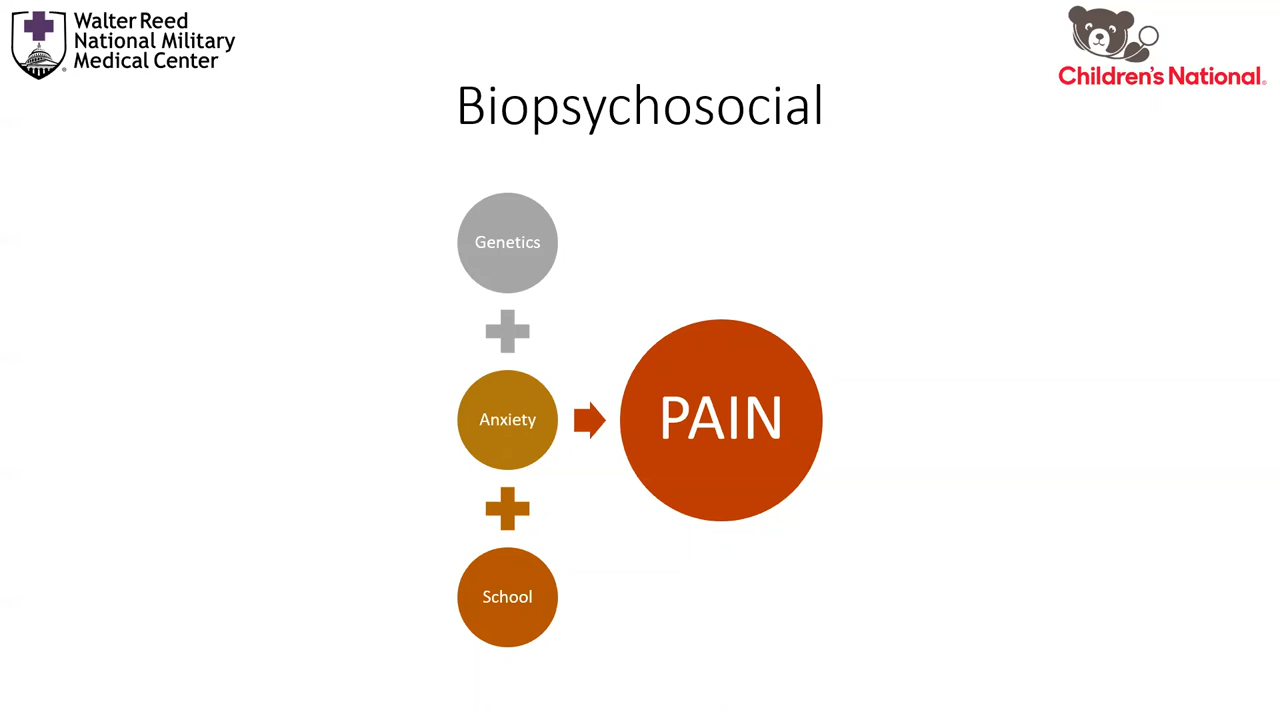 Walter Reed
National Military
Medical Center
Children's National
Biopsychosocial
Genetics
Anxiety
PAIN
School